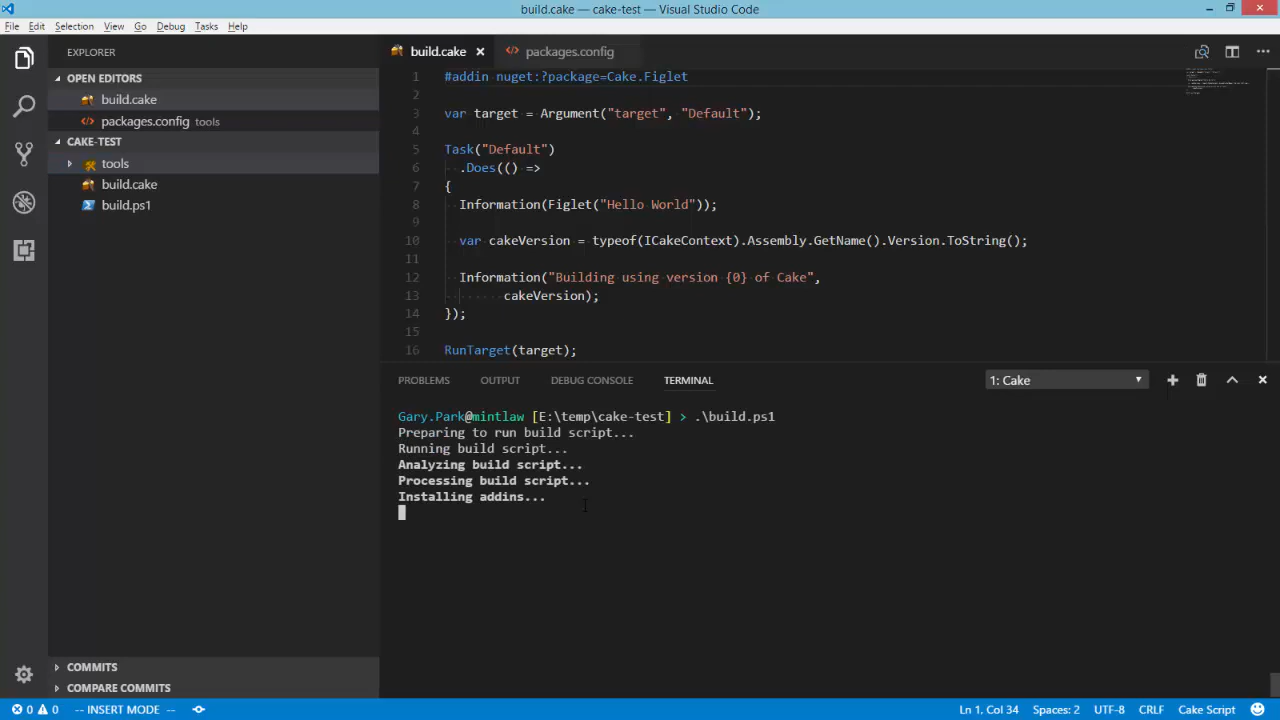 build.cake — cake-test — Visual Studio Code
File Edit Selection View Go Debug Tasks Help
EXPLORER
OPEN EDITORS
build.cake
packages.config tools
CAKE-TEST
tools
build.cake
build.ps1
COMMITS
COMPARE COMMITS
build.cake packages.config
1 #addin nuget:?package=Cake.Figlet
2
3 var target = Argument("target", "Default");
4
5 Task("Default")
6 .Does(() =>
7 {
8 Information(Figlet("Hello World"));
9
10 var cakeVersion = typeof(ICakeContext).Assembly.GetName().Version.ToString();
11
12 Information("Building using version {0} of Cake",
13 cakeVersion);
14 });
15
16 RunTarget(target);
PROBLEMS OUTPUT DEBUG CONSOLE TERMINAL 1: Cake
Gary.Park@mintlaw [E:\temp\cake-test] > .\build.ps1
Preparing to run build script...
Running build script...
Analyzing build script...
Processing build script...
Installing addins...
0 0 -- INSERT MODE -- Ln 1, Col 34 Spaces: 2 UTF-8 CRLF Cake Script